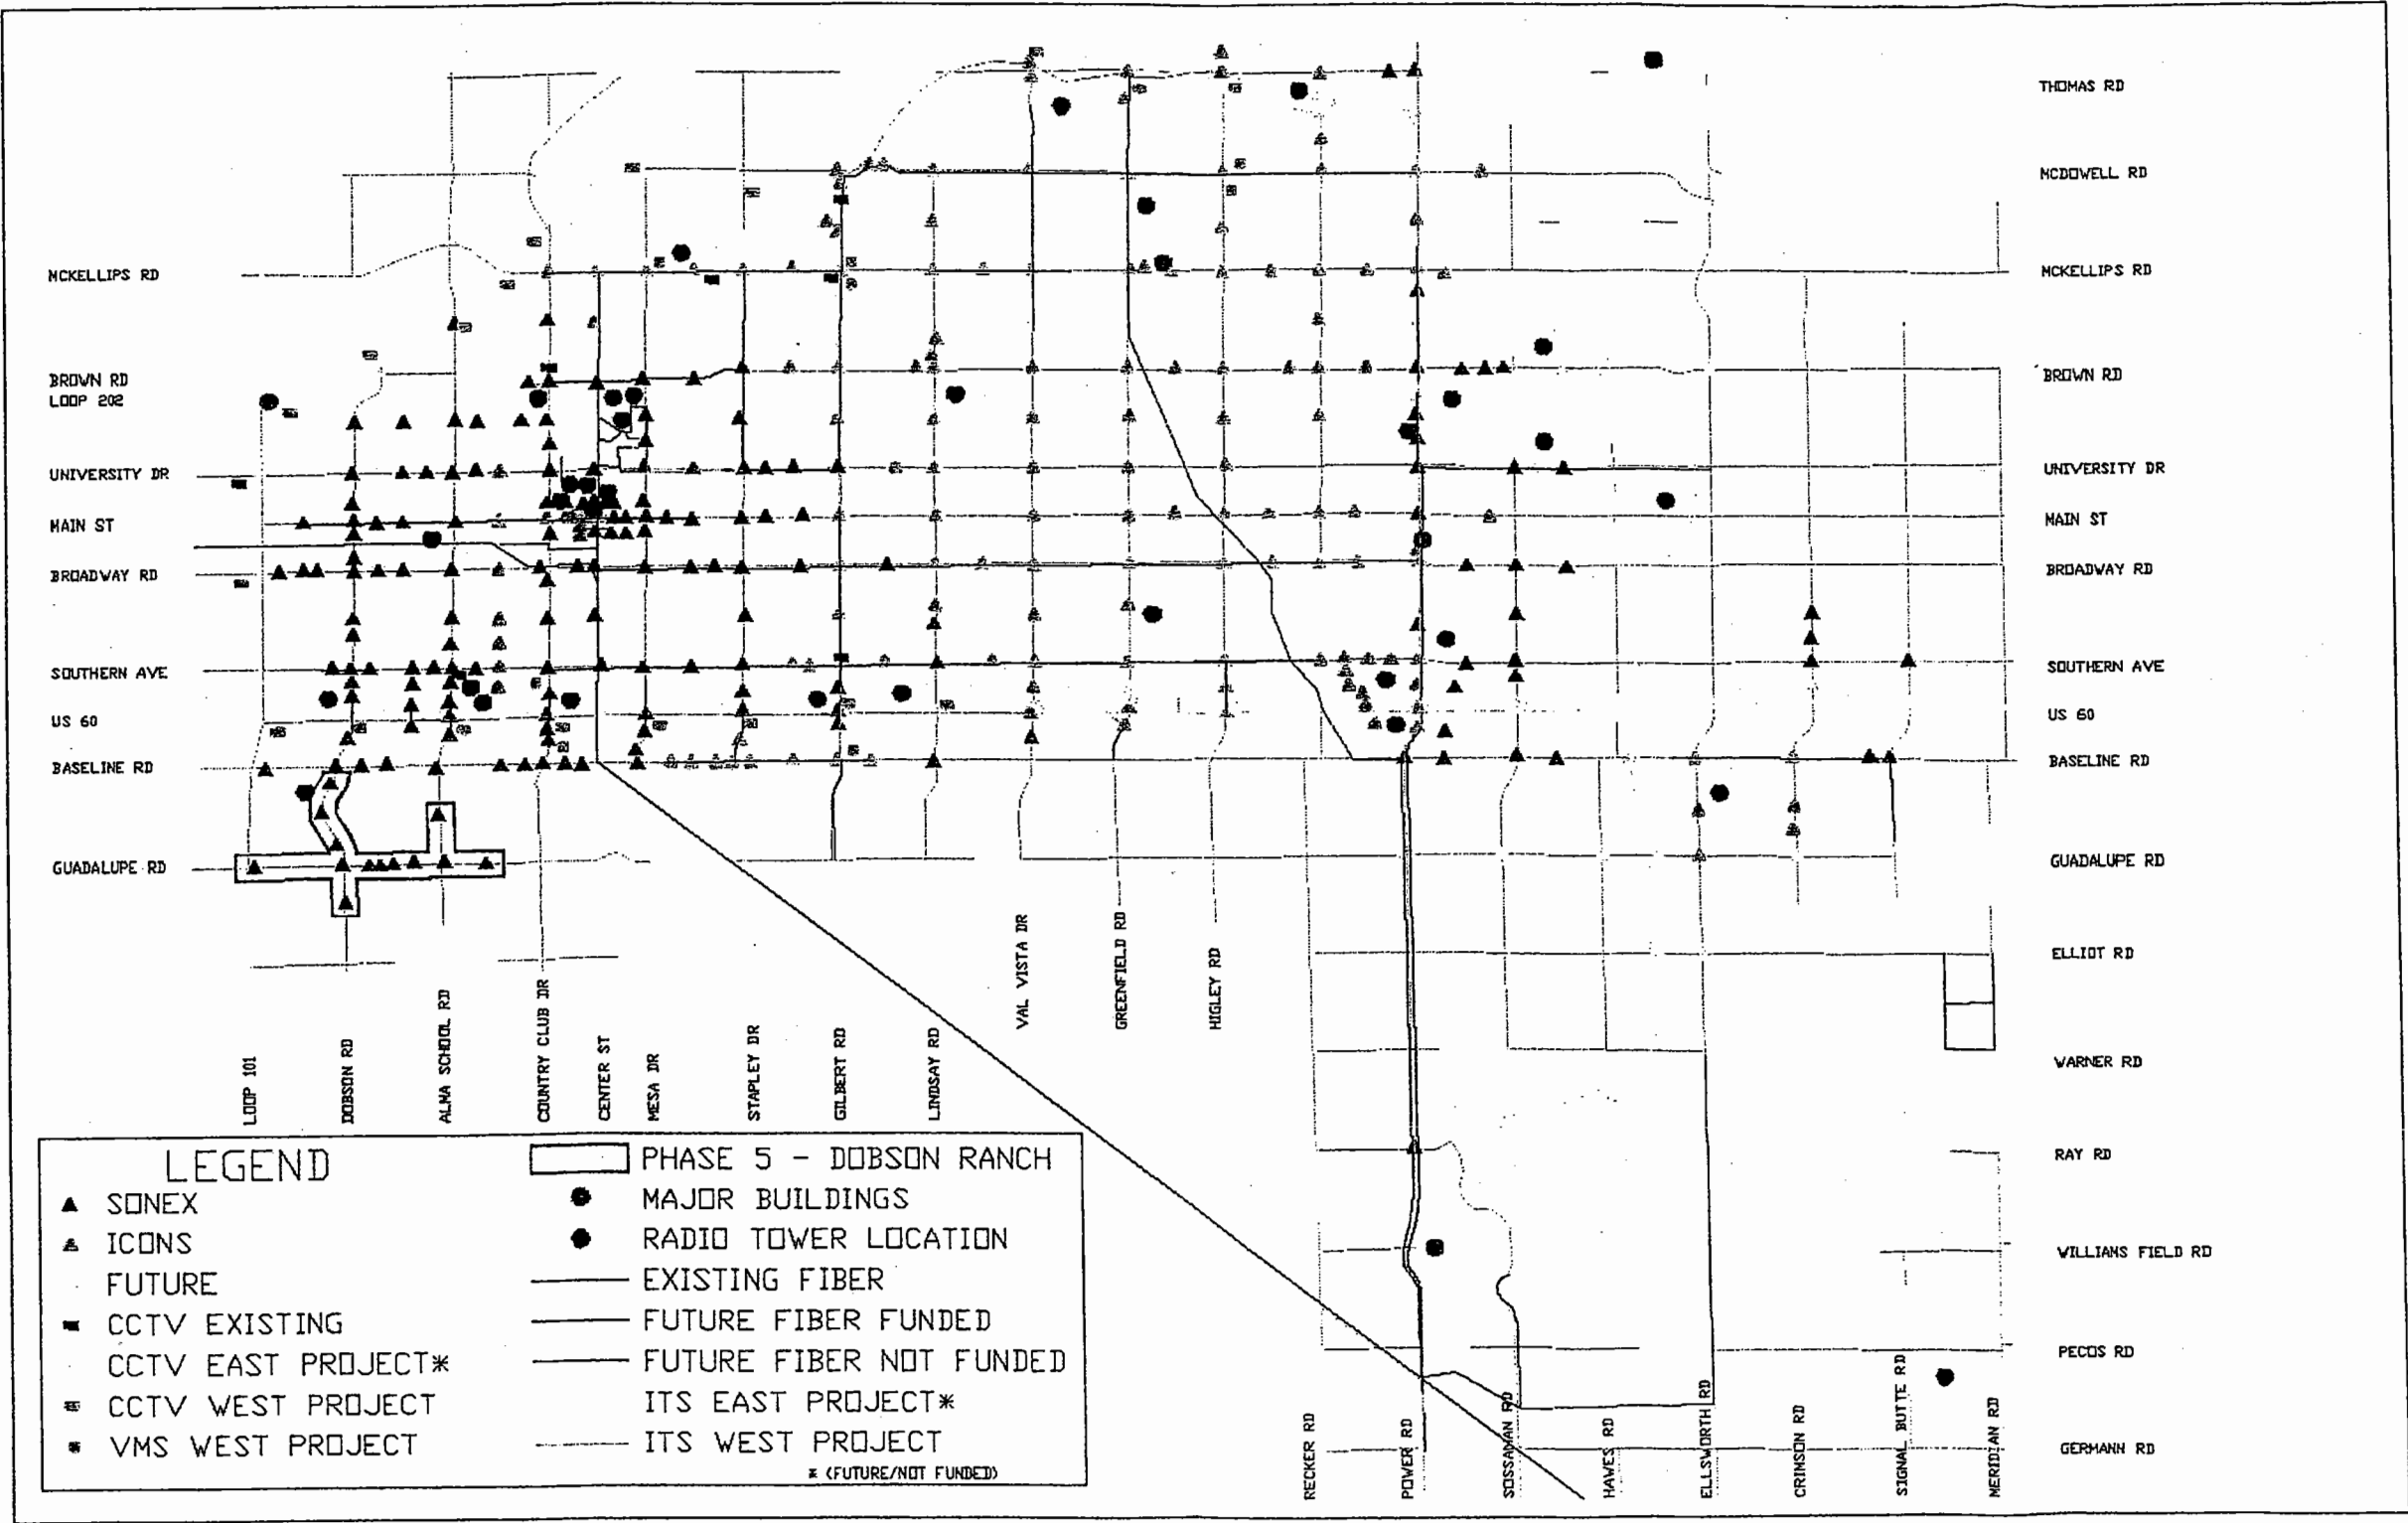 THOMAS RD
MCDOWELL RD
MCKELLIPS RD
MCKELLIPS RD
BROWN RD
LOOP 202
BROWN RD
UNIVERSITY DR
UNIVERSITY DR
MAIN ST
MAIN ST
BROADWAY RD
BROADWAY RD
SOUTHERN AVE
SOUTHERN AVE
US 60
US 60
BASELINE RD
BASELINE RD
GUADALUPE RD
GUADALUPE RD
ELLIOT RD
WARNER RD
RAY RD
WILLIAMS FIELD RD
PECOS RD
GERMANN RD
LOOP 101
DOBSON RD
ALMA SCHOOL RD
COUNTRY CLUB DR
CENTER ST
MESA DR
STAPLEY DR
GILBERT RD
LINDSAY RD
VAL VISTA DR
GREENFIELD RD
HIGLEY RD
RECKER RD
POWER RD
SOSSAMAN RD
HAWES RD
ELLSWORTH RD
CRIMSON RD
SIGNAL BUTTE RD
MERIDIAN RD
LEGEND
SONEX
ICONS
FUTURE
CCTV EXISTING
CCTV EAST PROJECT*
CCTV WEST PROJECT
VMS WEST PROJECT
PHASE 5 - DOBSON RANCH
MAJOR BUILDINGS
RADIO TOWER LOCATION
EXISTING FIBER
FUTURE FIBER FUNDED
FUTURE FIBER NOT FUNDED
ITS EAST PROJECT*
ITS WEST PROJECT
* (FUTURE/NOT FUNDED)